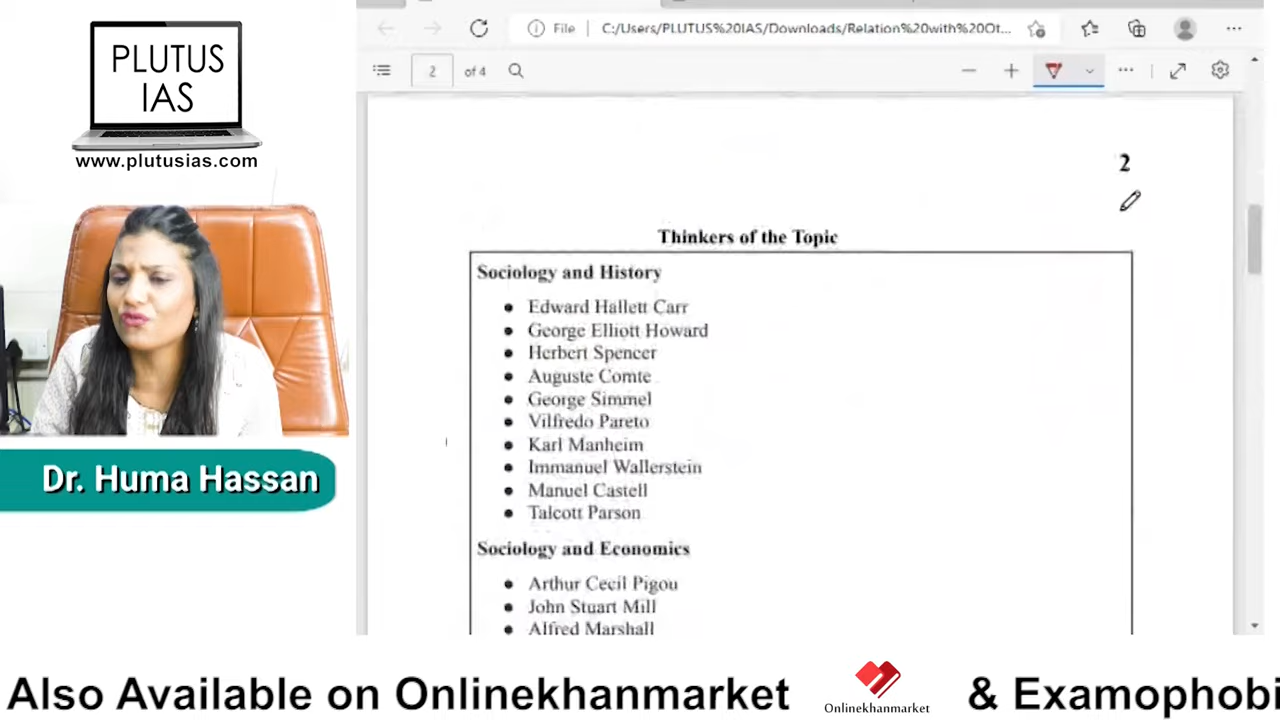 PLUTUS
IAS
www.plutusias.com
Dr. Huma Hassan
File
C:/Users/PLUTUS%20IAS/Downloads/Relation%20with%20Ot...
2
of 4
2
Thinkers of the Topic
Sociology and History
Edward Hallett Carr
George Elliott Howard
Herbert Spencer
Auguste Comte
George Simmel
Vilfredo Pareto
Karl Manheim
Immanuel Wallerstein
Manuel Castell
Talcott Parson
Sociology and Economics
Arthur Cecil Pigou
John Stuart Mill
Alfred Marshall
Also Available on Onlinekhanmarket
Onlinekhanmarket
& Examophobi